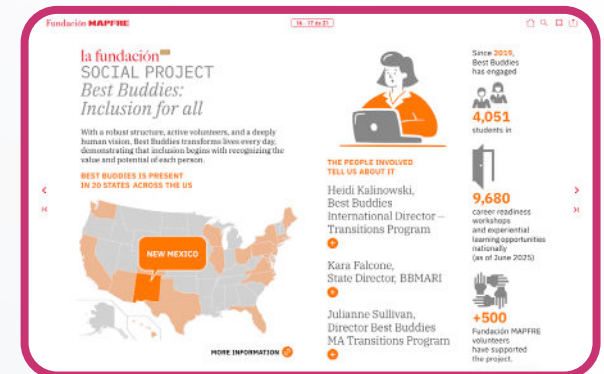 Fundación MAPFRE
16 - 17 de 21
la fundación
SOCIAL PROJECT
Best Buddies:
Inclusion for all
With a robust structure, active volunteers, and a deeply
human vision, Best Buddies transforms lives every day,
demonstrating that inclusion begins with recognizing the
value and potential of each person.
BEST BUDDIES IS PRESENT
IN 20 STATES ACROSS THE US
NEW MEXICO
MORE INFORMATION
THE PEOPLE INVOLVED
TELL US ABOUT IT
Heidi Kalinowski,
Best Buddies
International Director –
Transitions Program
Kara Falcone,
State Director, BBMARI
Julianne Sullivan,
Director Best Buddies
MA Transitions Program
Since 2019,
Best Buddies
has engaged
4,051
students in
9,680
career readiness
workshops
and experiential
learning opportunities
nationally
(as of June 2025)
+500
Fundación MAPFRE
volunteers
have supported
the project.